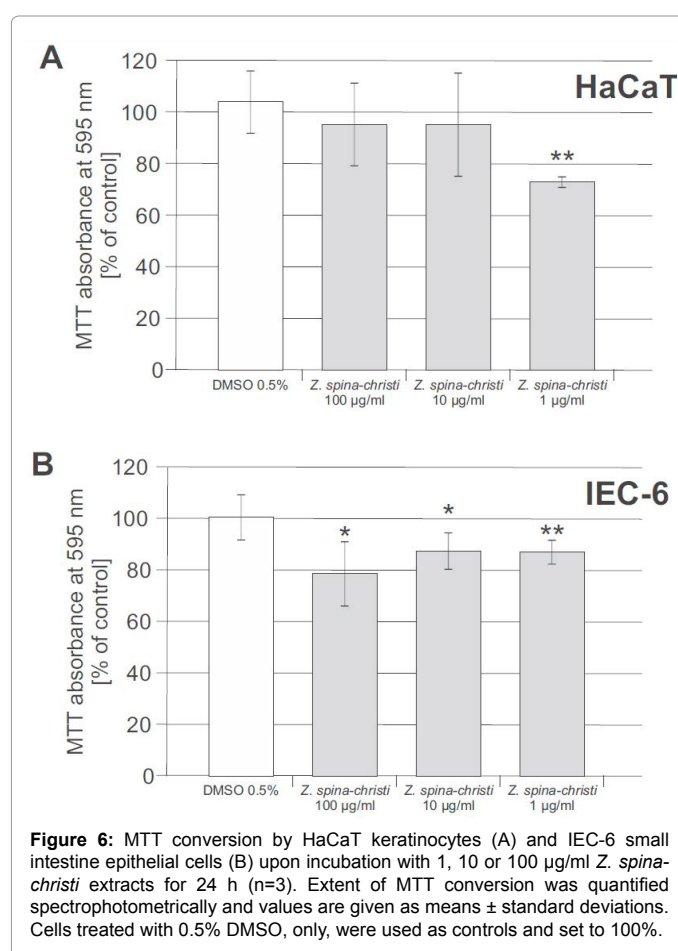 A
HaCaT
MTT absorbance at 595 nm
[% of control]
120
100
80
60
40
20
0
**
DMSO 0.5% Z. spina-christi Z. spina-christi Z. spina-christi
100 µg/ml 10 µg/ml 1 µg/ml
B
IEC-6
MTT absorbance at 595 nm
[% of control]
120
100
80
60
40
20
0
* * **
DMSO 0.5% Z. spina-christi Z. spina-christi Z. spina-christi
100 µg/ml 10 µg/ml 1 µg/ml
Figure 6: MTT conversion by HaCaT keratinocytes (A) and IEC-6 small
intestine epithelial cells (B) upon incubation with 1, 10 or 100 µg/ml Z. spina-
christi extracts for 24 h (n=3). Extent of MTT conversion was quantified
spectrophotometrically and values are given as means ± standard deviations.
Cells treated with 0.5% DMSO, only, were used as controls and set to 100%.